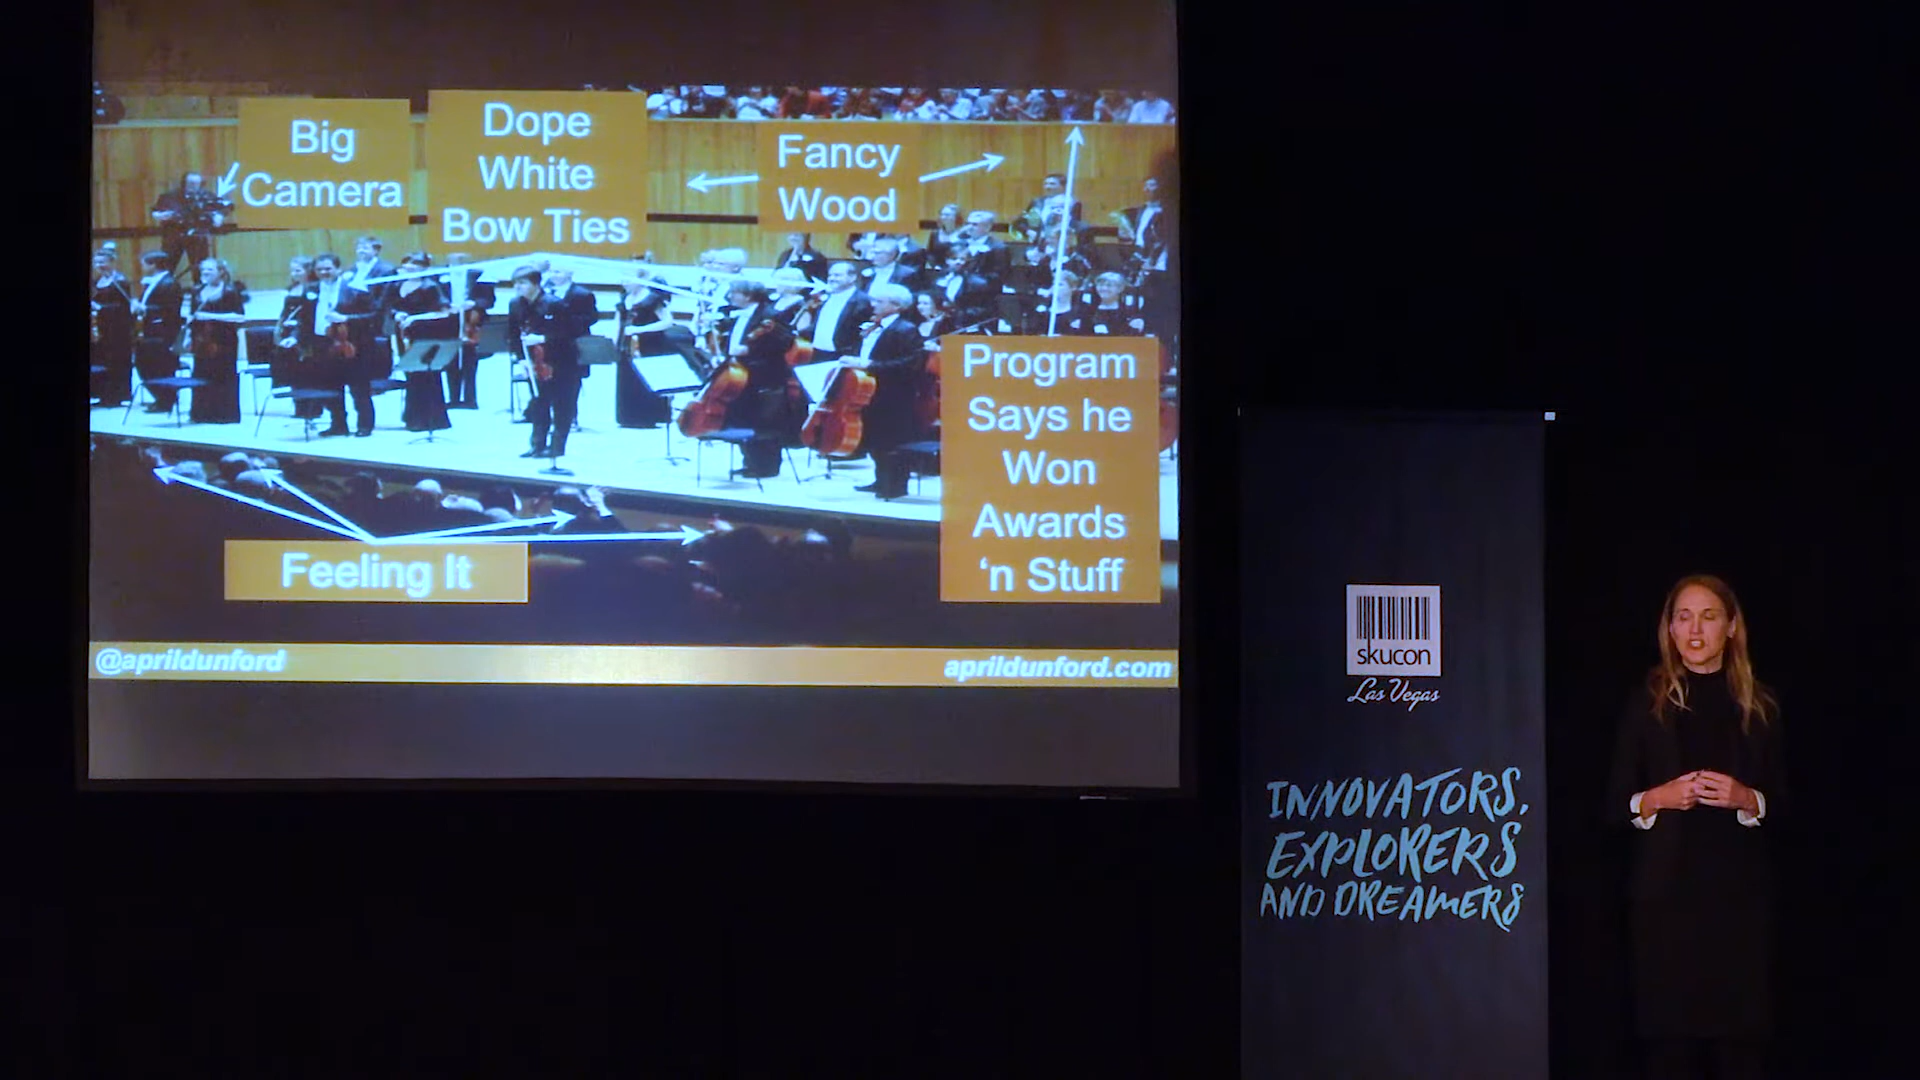 Big
Camera
Dope
White
Bow Ties
Fancy
Wood
Program
Says he
Won
Awards
‘n Stuff
Feeling It
@aprildunford
aprildunford.com
skucon
Las Vegas
INNOVATORS,
EXPLORERS
AND DREAMERS